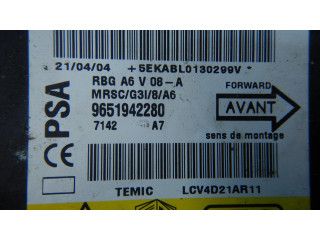 21/04/04 +5EKABL0130299V-
RBG A6 V 08-A
MRSC/G3I/8/A6
FORWARD
9651942280
AVANT
7142 A7
sens de montage
PSA
CE
TEMIC LCV4D21AR11